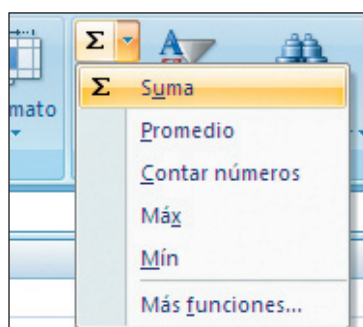 Σ
mato
Σ Suma
Promedio
Contar números
Máx
Mín
Más funciones...